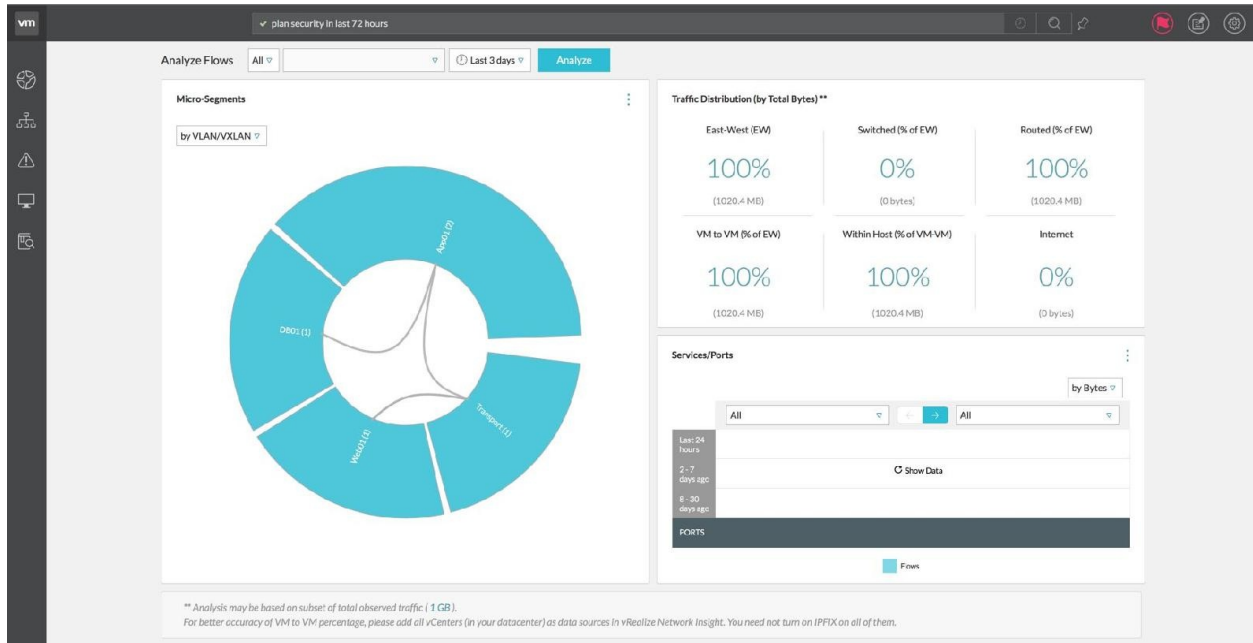 vm
plan security in last 72 hours
Analyze Flows
All
Last 3 days
Analyze
Micro-Segments
by VLAN/VXLAN
DB01 (1)
Web01 (1)
Transport (1)
Traffic Distribution (by Total Bytes) **
East-West (EW)
Switched (% of EW)
Routed (% of EW)
100%
0%
100%
(1020.4 MB)
(0 bytes)
(1020.4 MB)
VM to VM (% of EW)
Within Host (% of VM-VM)
Internet
100%
100%
0%
(1020.4 MB)
(1020.4 MB)
(0 bytes)
Services/Ports
by Bytes
All
All
Last 24
hours
2 - 7
days ago
Show Data
8 - 30
days ago
PORTS
Flows
** Analysis may be based on subset of total observed traffic ( 1 GB ).
For better accuracy of VM to VM percentage, please add all vCenters (in your datacenter) as data sources in vRealize Network Insight. You need not turn on IPFIX on all of them.